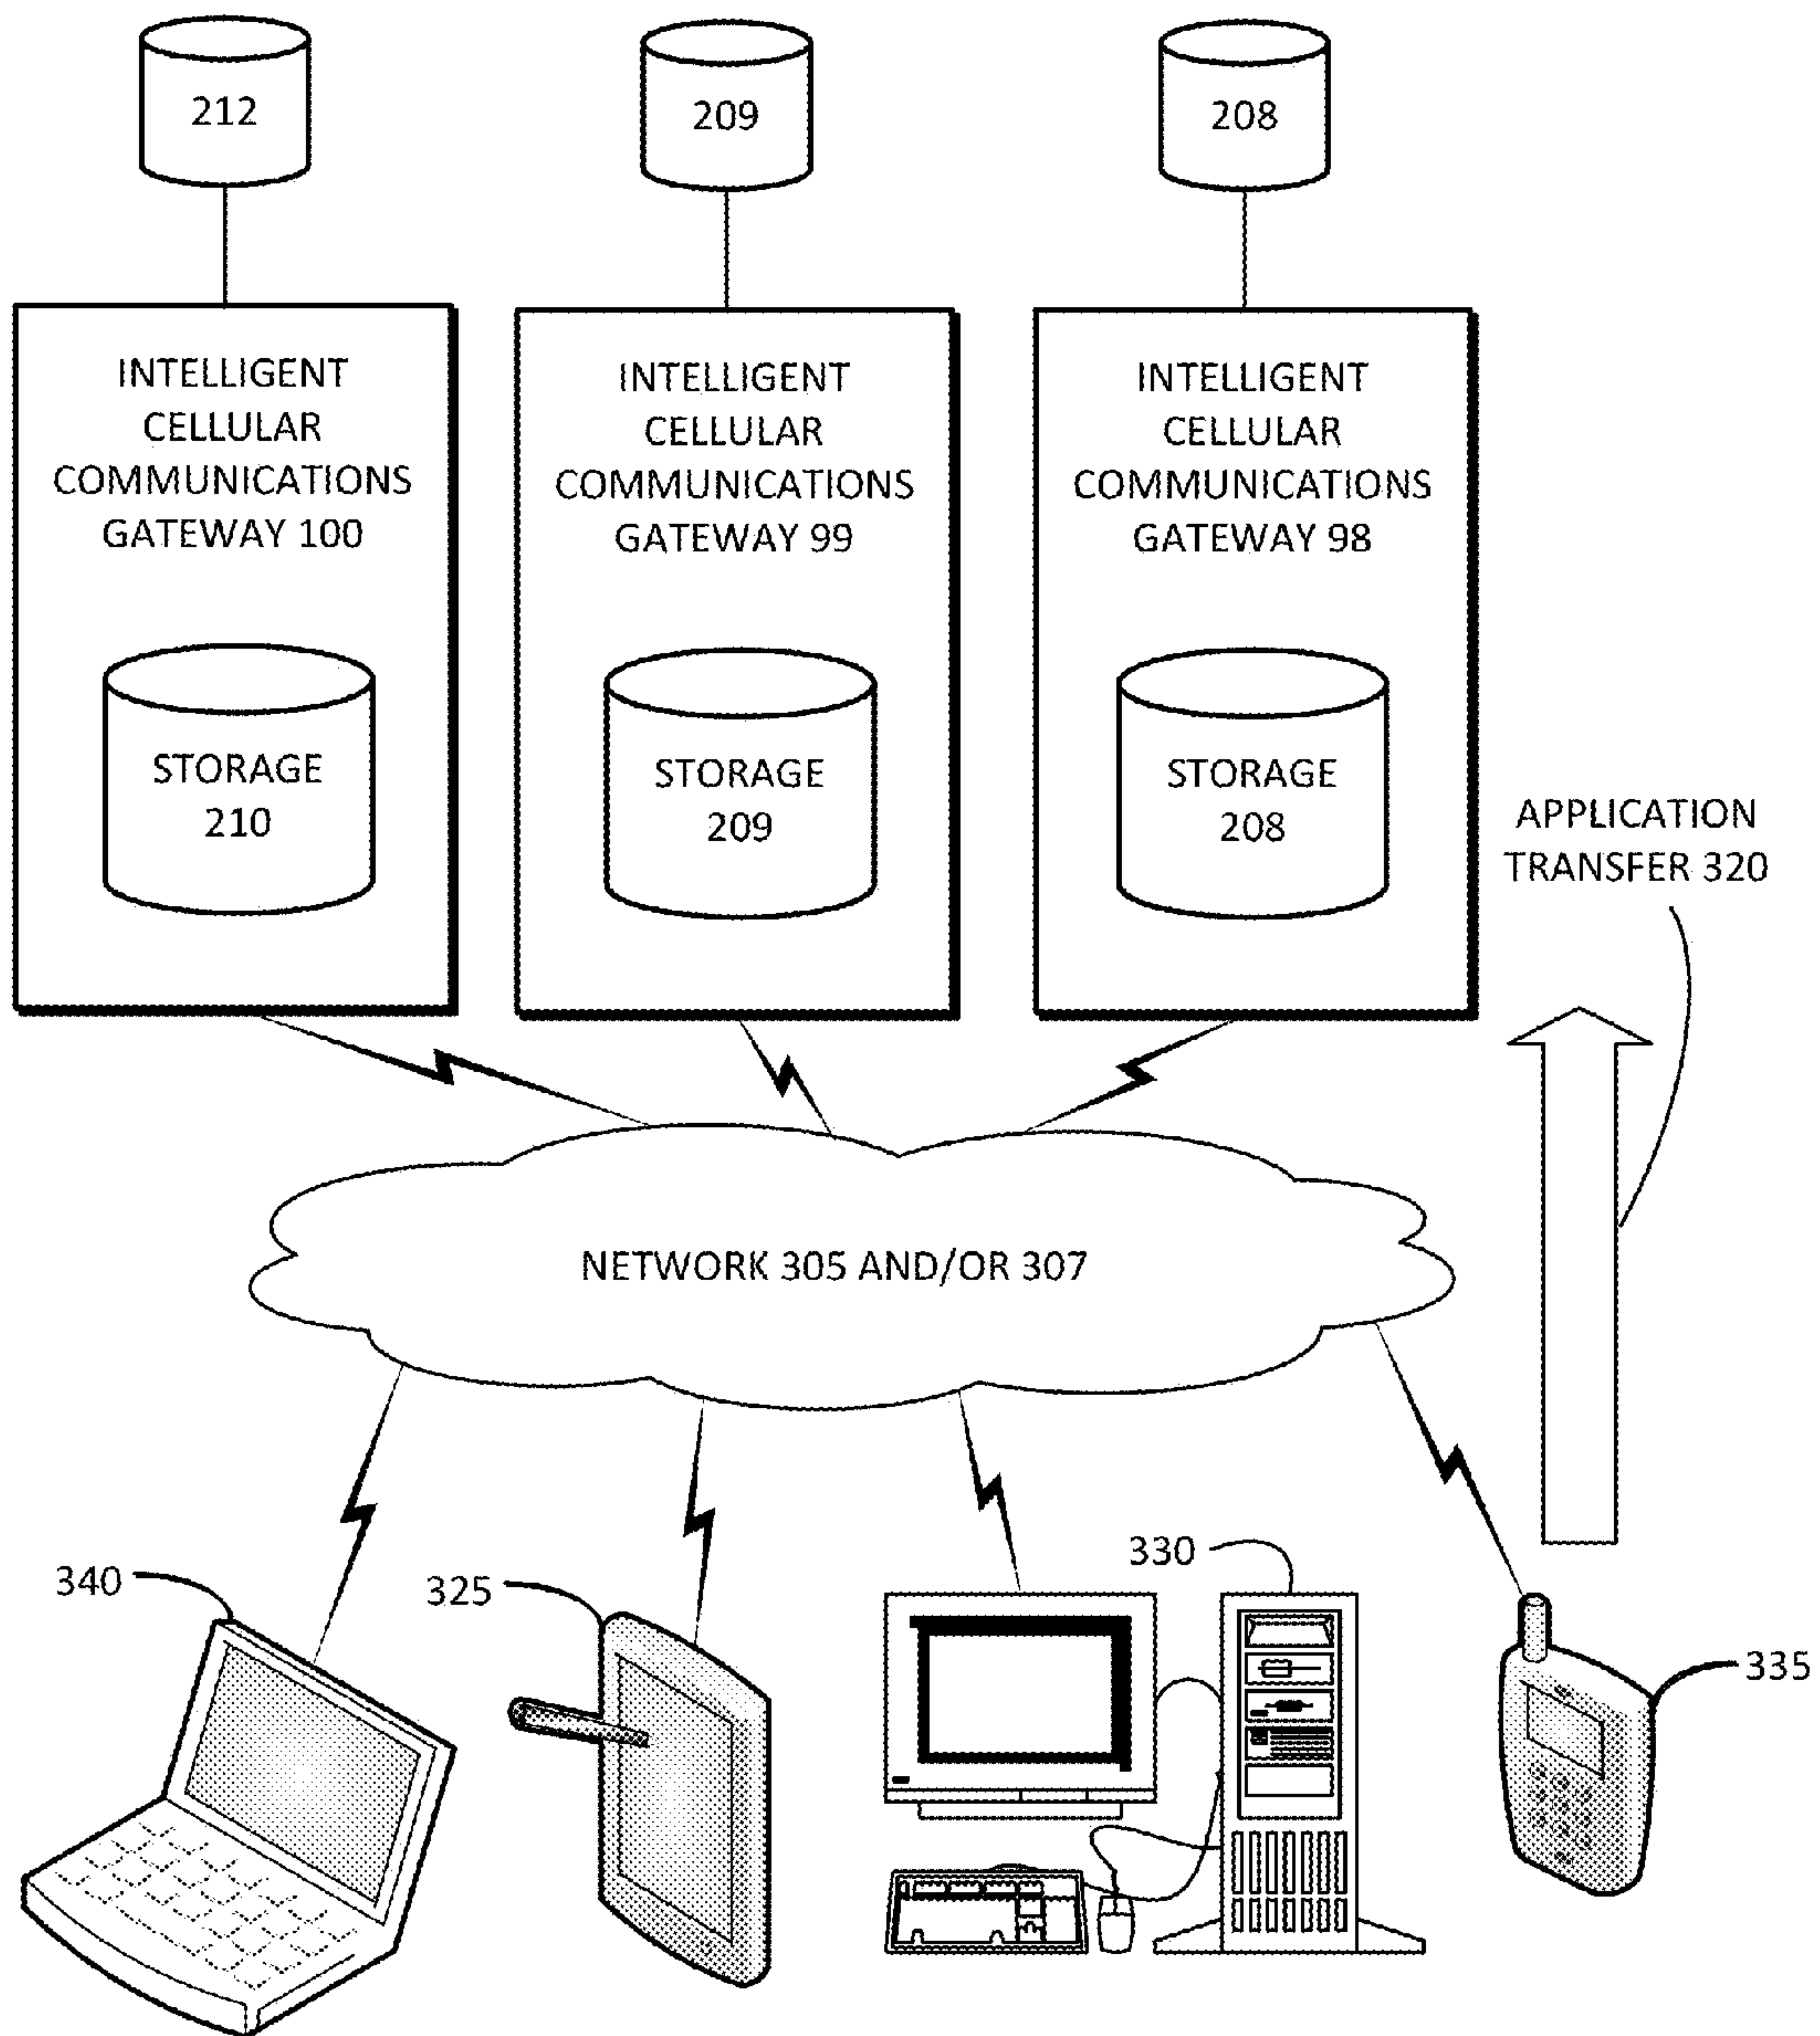 212
209
208
INTELLIGENT
CELLULAR
COMMUNICATIONS
GATEWAY 100
INTELLIGENT
CELLULAR
COMMUNICATIONS
GATEWAY 99
INTELLIGENT
CELLULAR
COMMUNICATIONS
GATEWAY 98
STORAGE
210
STORAGE
209
STORAGE
208
APPLICATION
TRANSFER 320
NETWORK 305 AND/OR 307
340
325
330
335